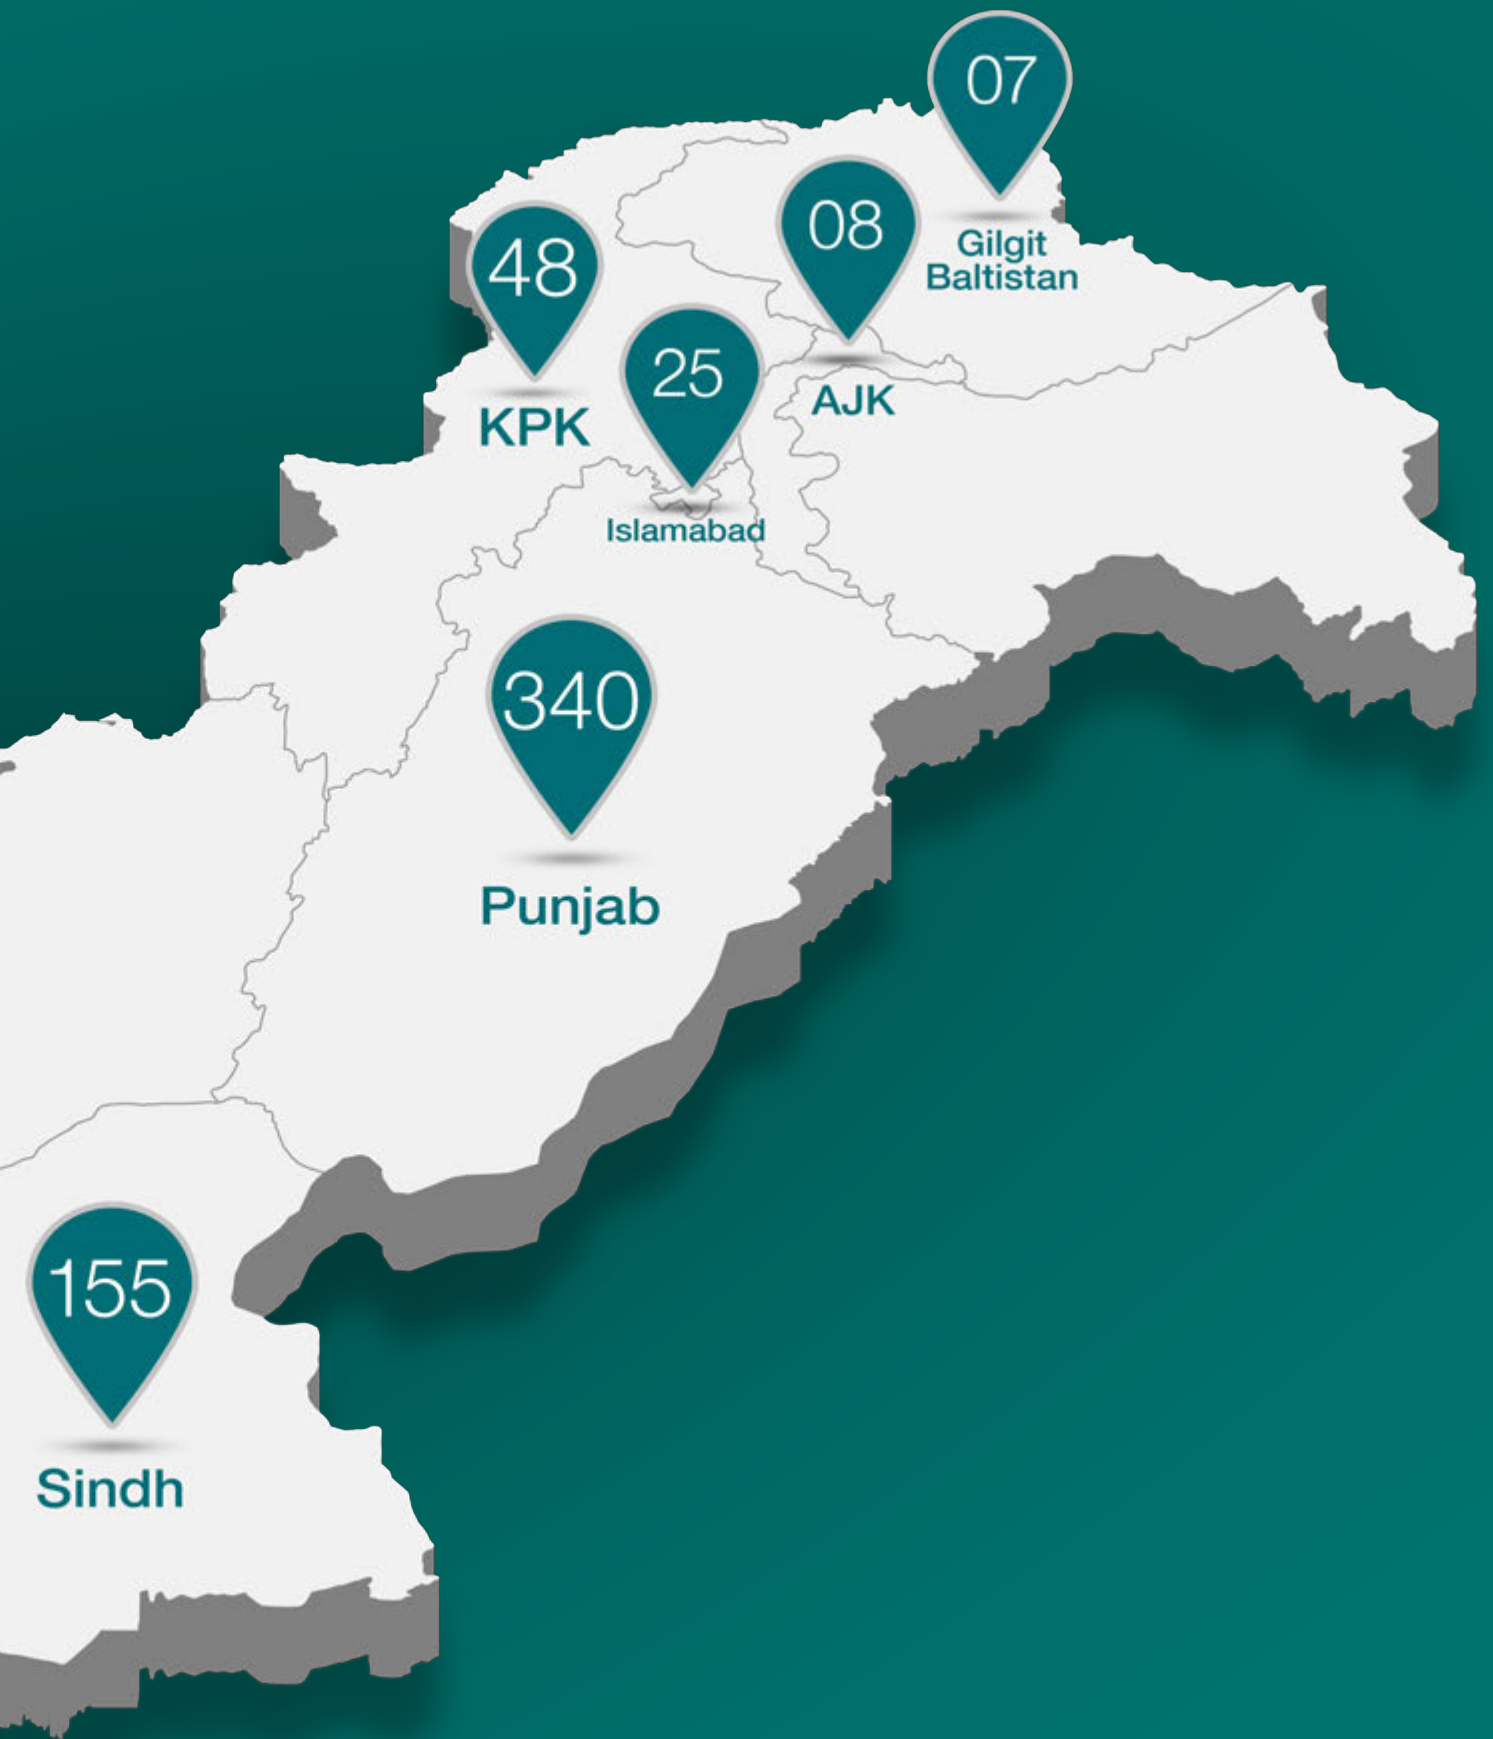 07
Gilgit
Baltistan
08
AJK
48
KPK
25
Islamabad
340
Punjab
155
Sindh